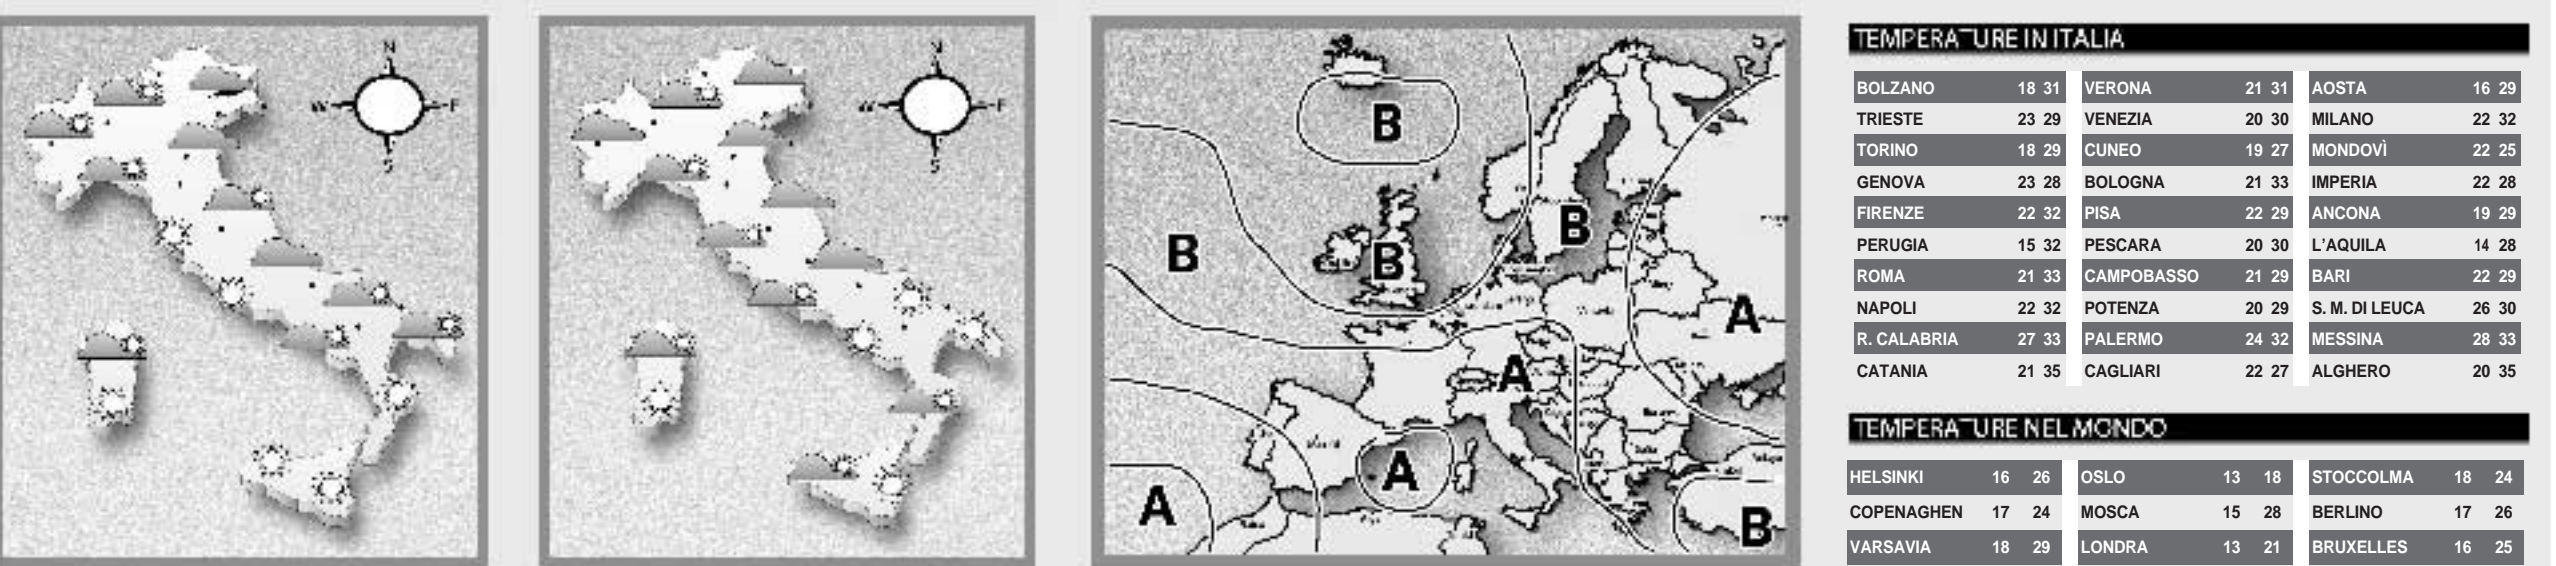 N
W
S
N
W
S
B
B
B
B
A
A
A
A
B
TEMPERATURE IN ITALIA
BOLZANO 18 31 VERONA 21 31 AOSTA 16 29
TRIESTE 23 29 VENEZIA 20 30 MILANO 22 32
TORINO 18 29 CUNEO 19 27 MONDOVÌ 22 25
GENOVA 23 28 BOLOGNA 21 33 IMPERIA 22 28
FIRENZE 22 32 PISA 22 29 ANCONA 19 29
PERUGIA 15 32 PESCARA 20 30 L'AQUILA 14 28
ROMA 21 33 CAMPOBASSO 21 29 BARI 22 29
NAPOLI 22 32 POTENZA 20 29 S. M. DI LEUCA 26 30
R. CALABRIA 27 33 PALERMO 24 32 MESSINA 28 33
CATANIA 21 35 CAGLIARI 22 27 ALGHERO 20 35
TEMPERATURE NEL MONDO
HELSINKI 16 26 OSLO 13 18 STOCCOLMA 18 24
COPENAGHEN 17 24 MOSCA 15 28 BERLINO 17 26
VARSAVIA 18 29 LONDRA 13 21 BRUXELLES 16 25